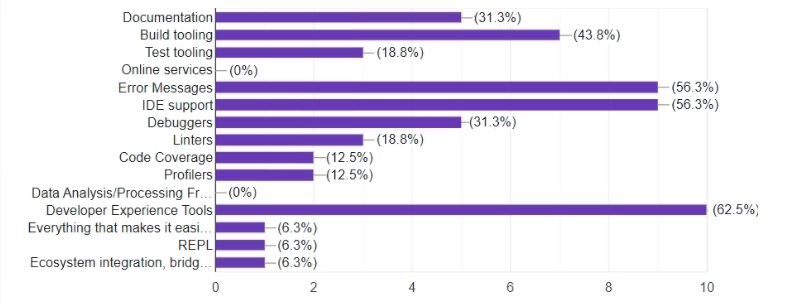 Documentation (31.3%)
Build tooling (43.8%)
Test tooling (18.8%)
Online services (0%)
Error Messages (56.3%)
IDE support (56.3%)
Debuggers (31.3%)
Linters (18.8%)
Code Coverage (12.5%)
Profilers (12.5%)
Data Analysis/Processing Fr... (0%)
Developer Experience Tools (62.5%)
Everything that makes it easi... (6.3%)
REPL (6.3%)
Ecosystem integration, bridg... (6.3%)
0 2 4 6 8 10